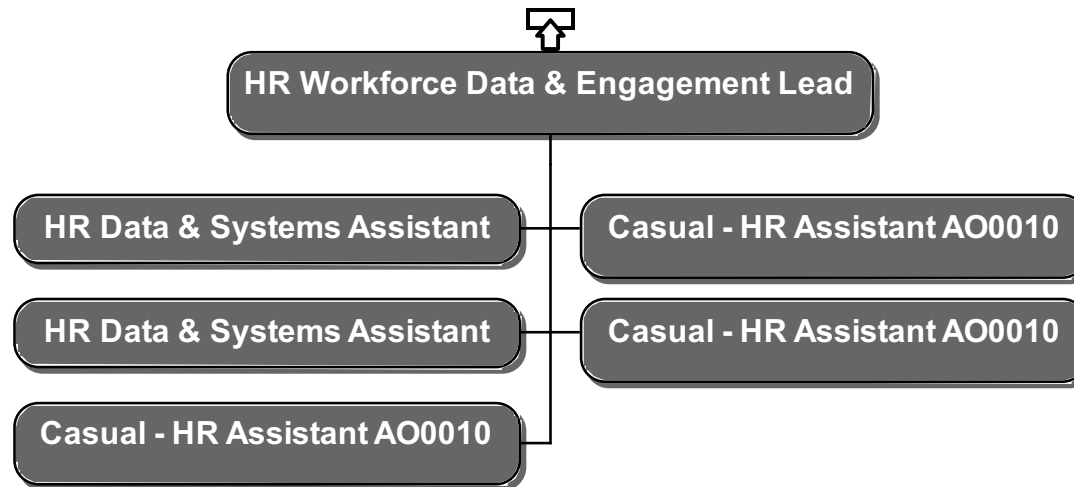 HR Workforce Data & Engagement Lead
HR Data & Systems Assistant
Casual - HR Assistant AO0010
HR Data & Systems Assistant
Casual - HR Assistant AO0010
Casual - HR Assistant AO0010